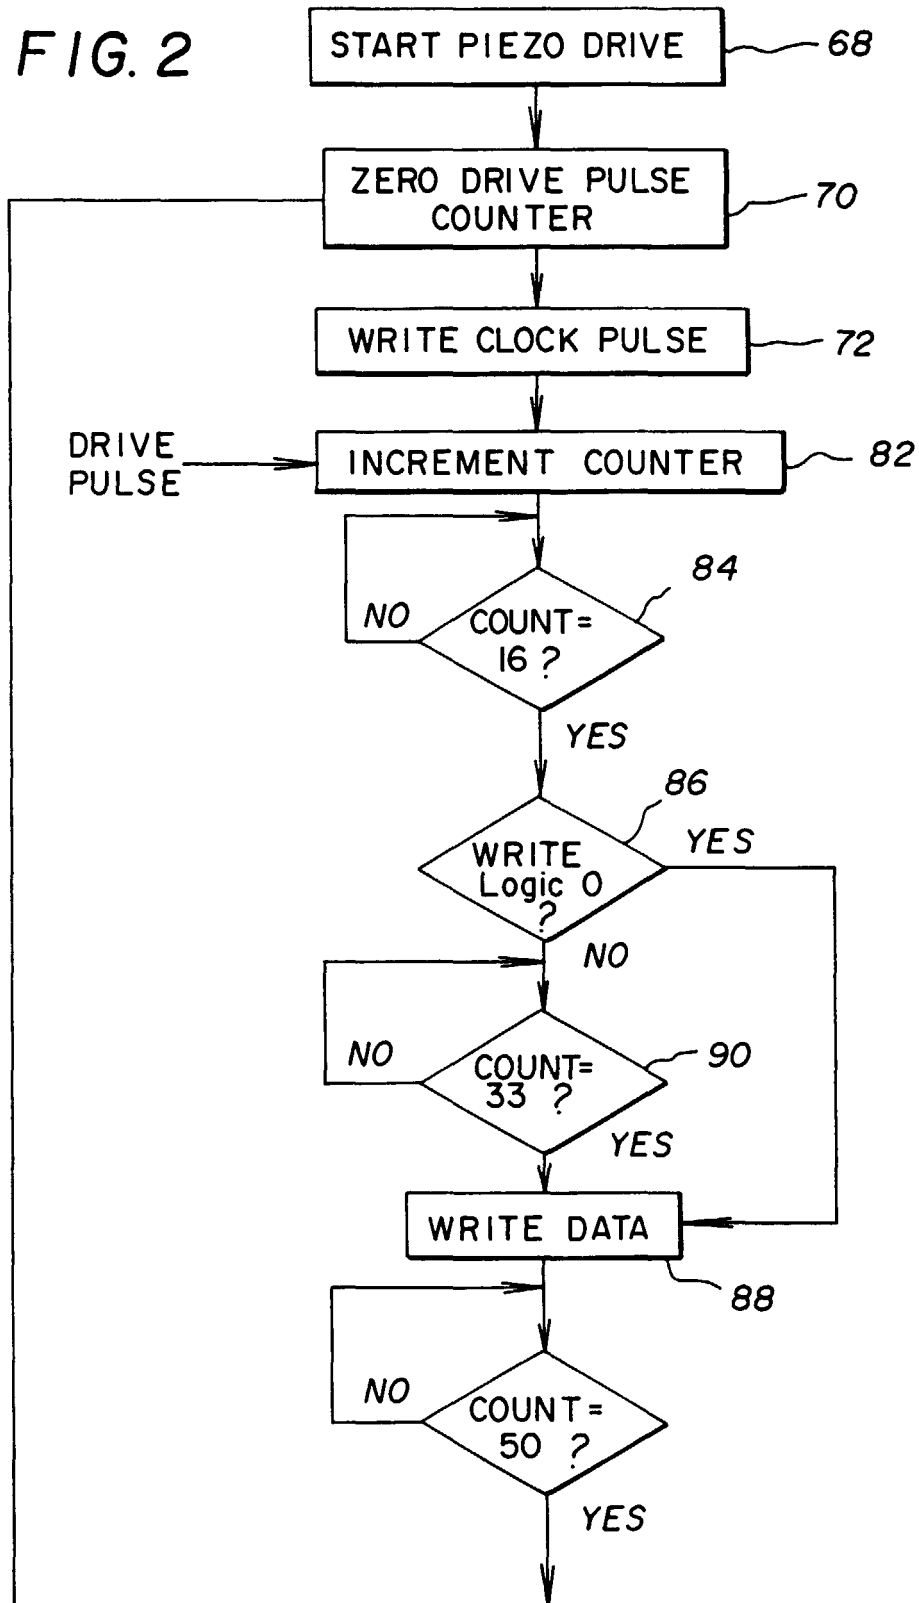 FIG. 2
START PIEZO DRIVE
68
ZERO DRIVE PULSE
COUNTER
70
WRITE CLOCK PULSE
72
DRIVE
PULSE
INCREMENT COUNTER
82
84
NO
COUNT=
16 ?
YES
86
WRITE
Logic 0
?
YES
NO
90
NO
COUNT=
33 ?
YES
WRITE DATA
88
NO
COUNT=
50 ?
YES